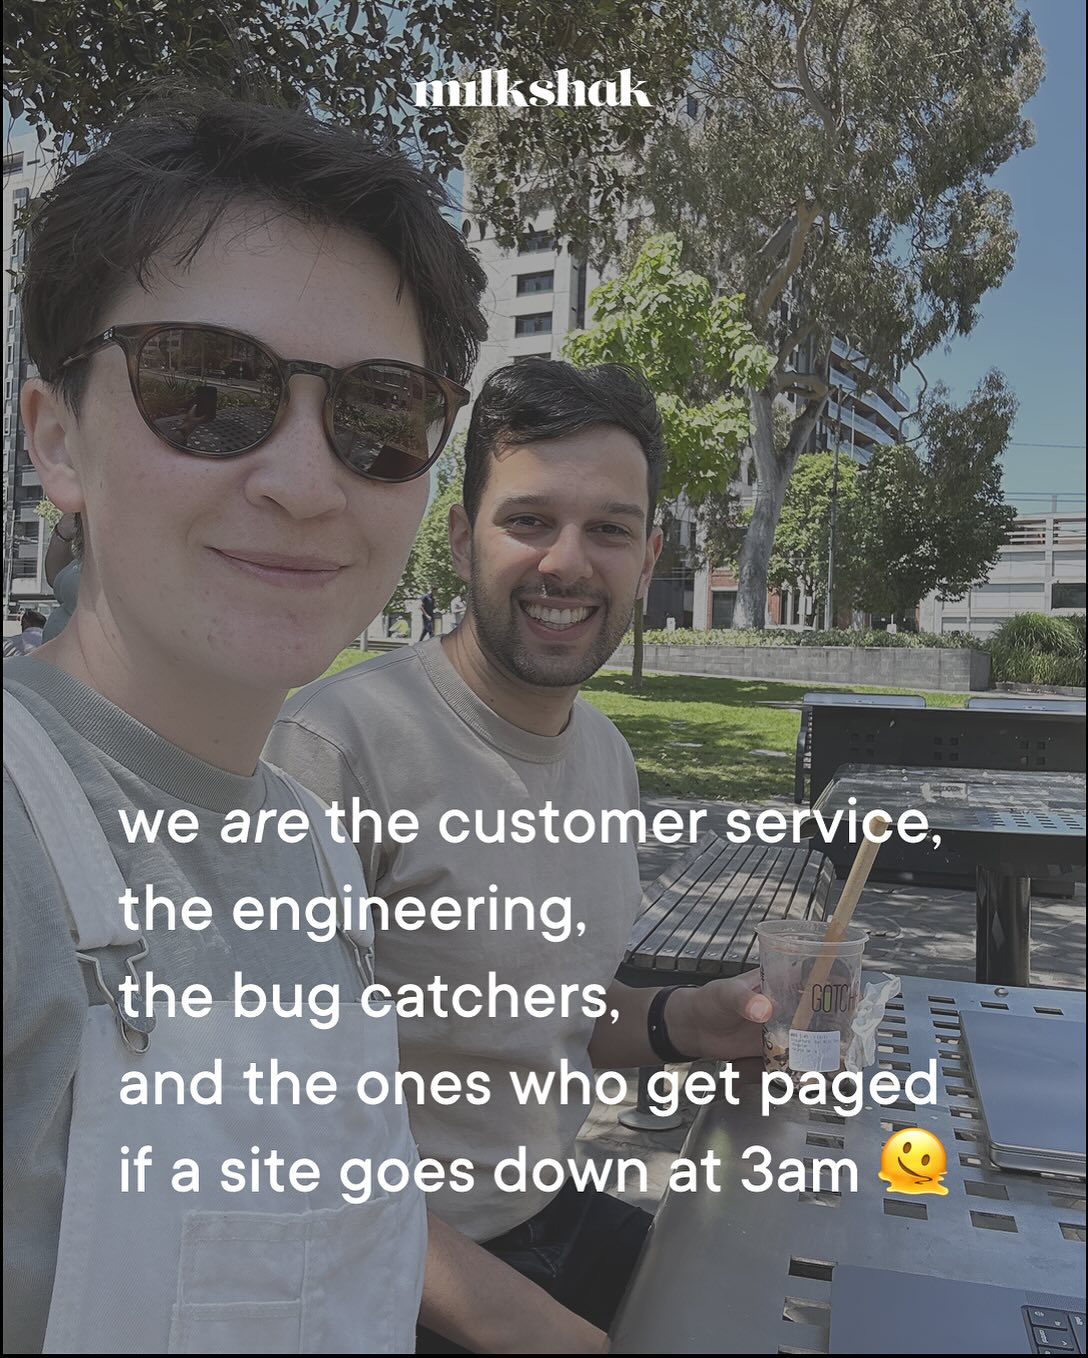 milkshak
we are the customer service,
the engineering,
the bug catchers,
and the ones who get paged
if a site goes down at 3am 🫠
GOTCH